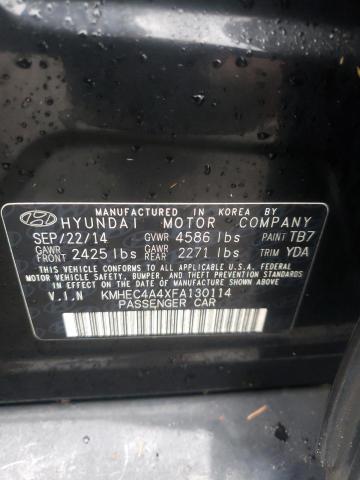 MANUFACTURED IN KOREA BY
HYUNDAI MOTOR COMPANY
SEP/22/14 GVWR 4586 lbs PAINT TB7
GAWR FRONT 2425 lbs GAWR REAR 2271 lbs TRIM YDA
THIS VEHICLE CONFORMS TO ALL APPLICABLE U.S.A. FEDERAL
MOTOR VEHICLE SAFETY, BUMPER, AND THEFT PREVENTION
STANDARDS IN EFFECT ON THE DATE OF MANUFACTURE SHOWN ABOVE.
V.I.N KMHEC4A4XFA130114
PASSENGER CAR